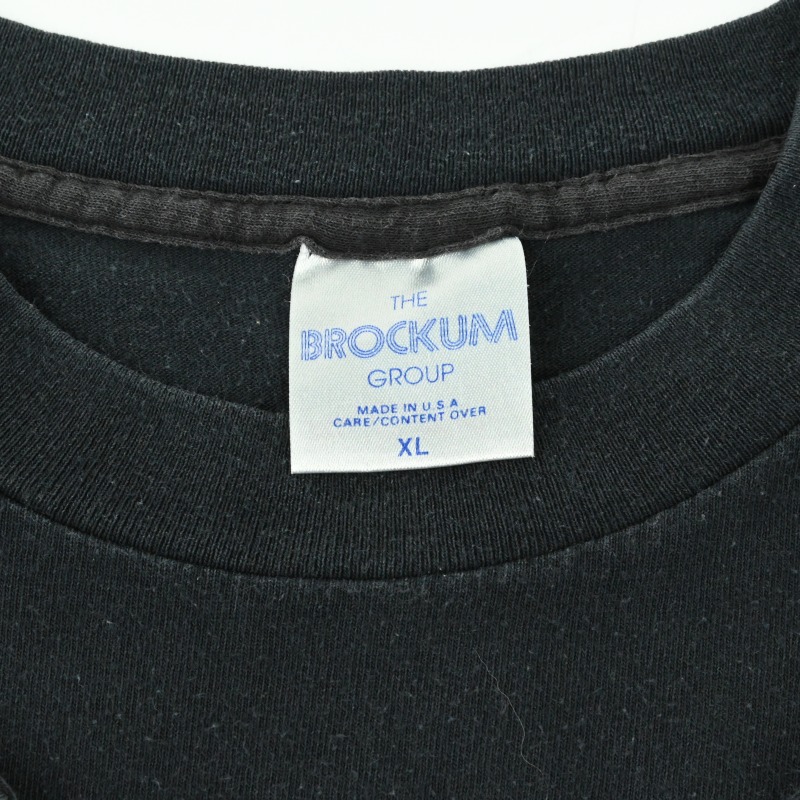 THE
BROCKUM
GROUP
MADE IN U.S.A
CARE/CONTENT OVER
XL